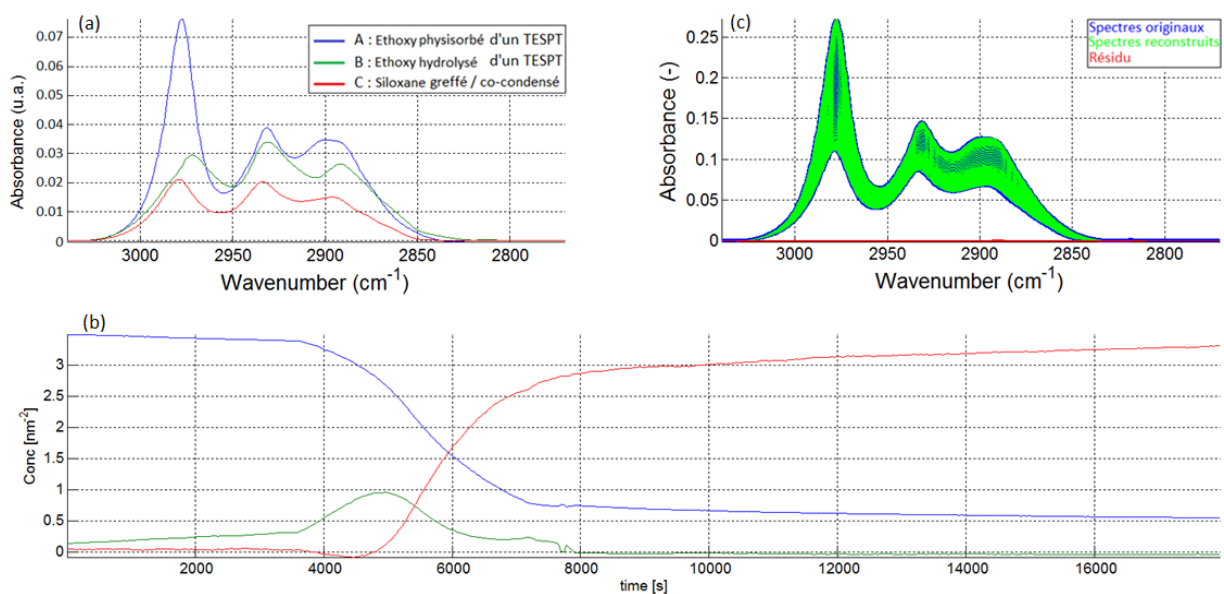 (a)
A : Ethoxy physisorbé d'un TESPT
B : Ethoxy hydrolysé d'un TESPT
C : Siloxane greffé / co-condensé
0.07
0.06
0.05
0.04
0.03
0.02
0.01
0
Absorbance (u.a.)
3000
2950
2900
2850
2800
Wavenumber (cm-1)
(c)
Spectres originaux
Spectres reconstruits
Résidu
0.25
0.2
0.15
0.1
0.05
0
Absorbance (-)
3000
2950
2900
2850
2800
Wavenumber (cm-1)
(b)
3
2.5
2
1.5
1
0.5
0
Conc [nm-2]
2000
4000
6000
8000
10000
12000
14000
16000
time [s]